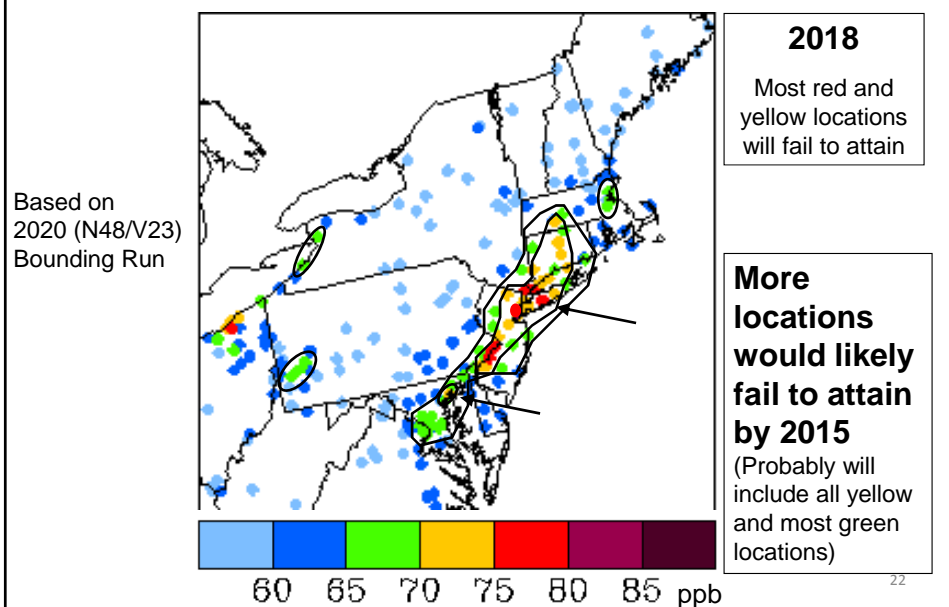 Based on
2020 (N48/V23)
Bounding Run
2018
Most red and
yellow locations
will fail to attain
More
locations
would likely
fail to attain
by 2015
(Probably will
include all yellow
and most green
locations)
60 65 70 75 80 85 ppb
22